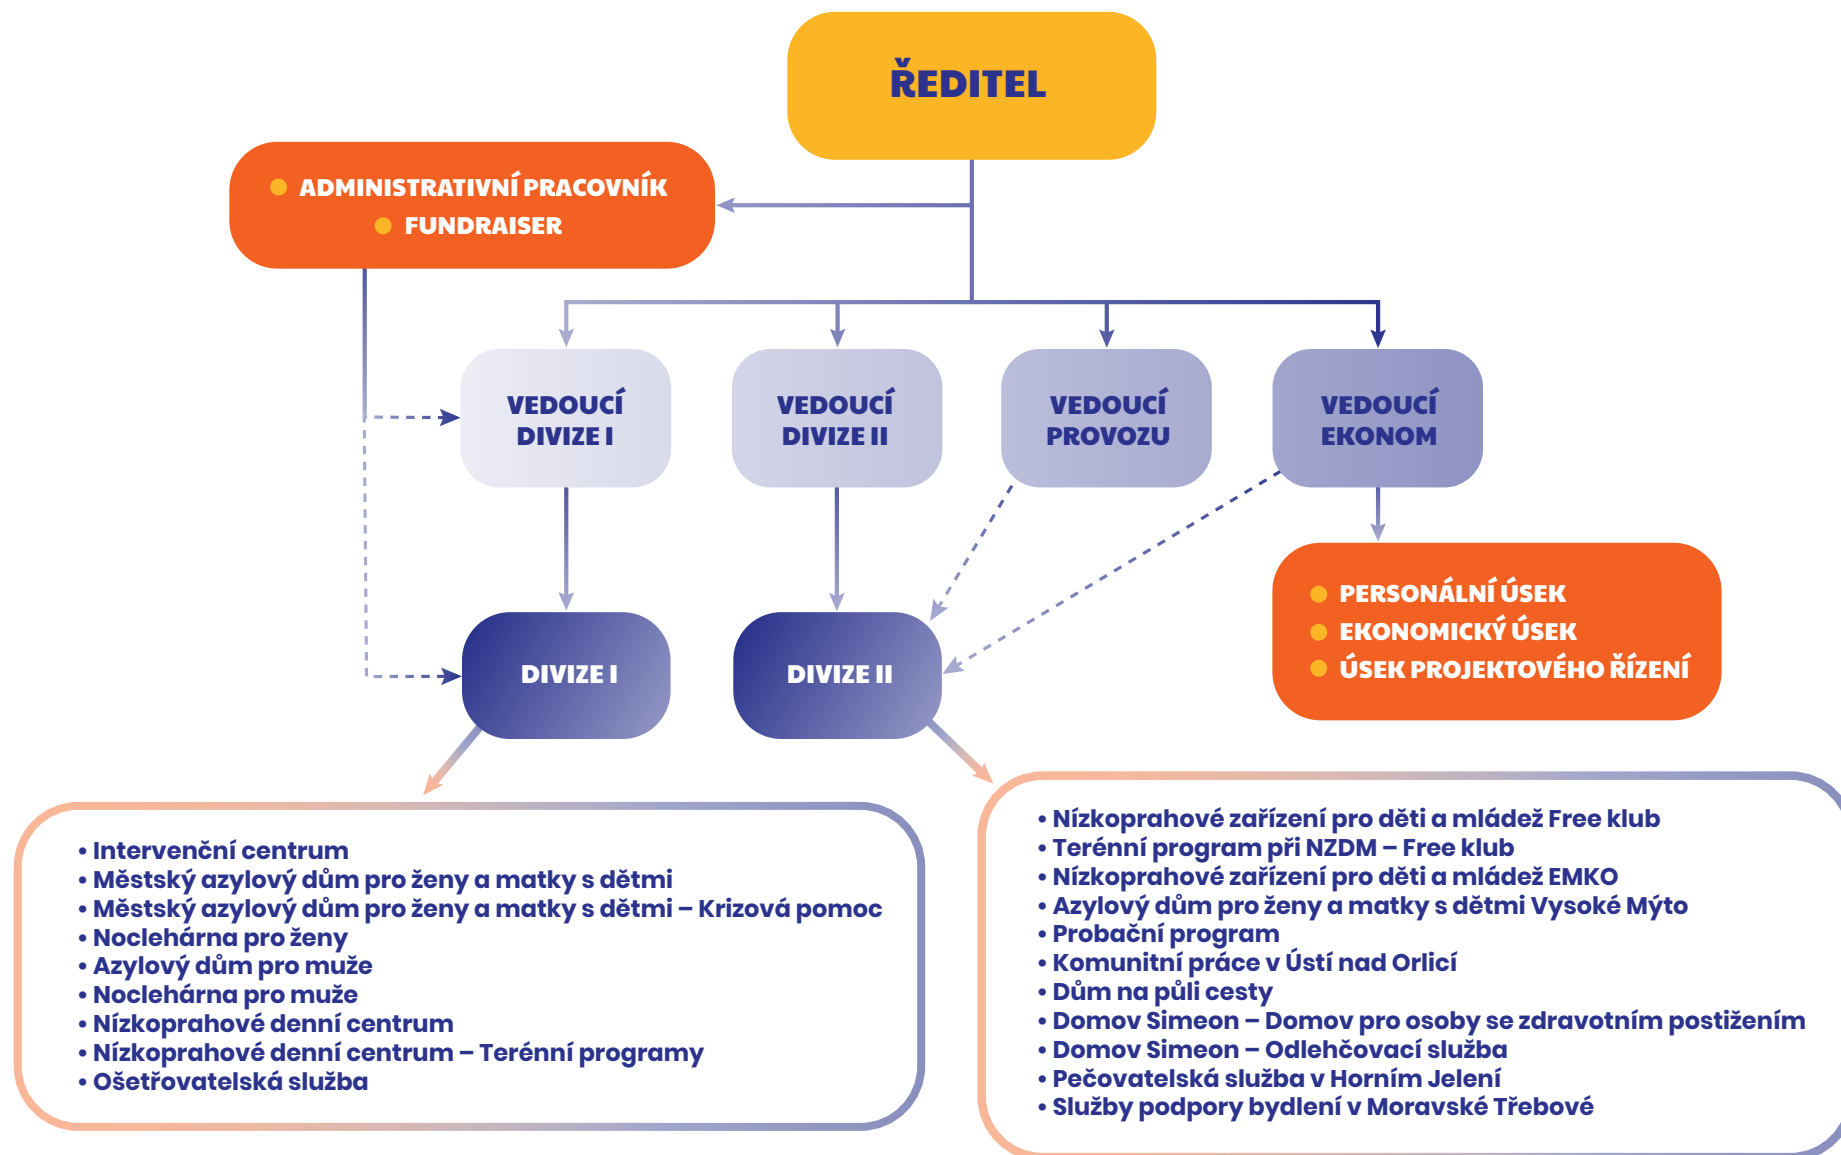 ŘEDITEL
● ADMINISTRATIVNÍ PRACOVNÍK
● FUNDRAISER
VEDOUCÍ
DIVIZE I
VEDOUCÍ
DIVIZE II
VEDOUCÍ
PROVOZU
VEDOUCÍ
EKONOM
● PERSONÁLNÍ ÚSEK
● EKONOMICKÝ ÚSEK
● ÚSEK PROJEKTOVÉHO ŘÍZENÍ
DIVIZE I
DIVIZE II
• Intervenční centrum
• Městský azylový dům pro ženy a matky s dětmi
• Městský azylový dům pro ženy a matky s dětmi – Krizová pomoc
• Noclehárna pro ženy
• Azylový dům pro muže
• Noclehárna pro muže
• Nízkoprahové denní centrum
• Nízkoprahové denní centrum – Terénní programy
• Ošetřovatelská služba
• Nízkoprahové zařízení pro děti a mládež Free klub
• Terénní program při NZDM – Free klub
• Nízkoprahové zařízení pro děti a mládež EMKO
• Azylový dům pro ženy a matky s dětmi Vysoké Mýto
• Probační program
• Komunitní práce v Ústí nad Orlicí
• Dům na půli cesty
• Domov Simeon – Domov pro osoby se zdravotním postižením
• Domov Simeon – Odlehčovací služba
• Pečovatelská služba v Horním Jelení
• Služby podpory bydlení v Moravské Třebové